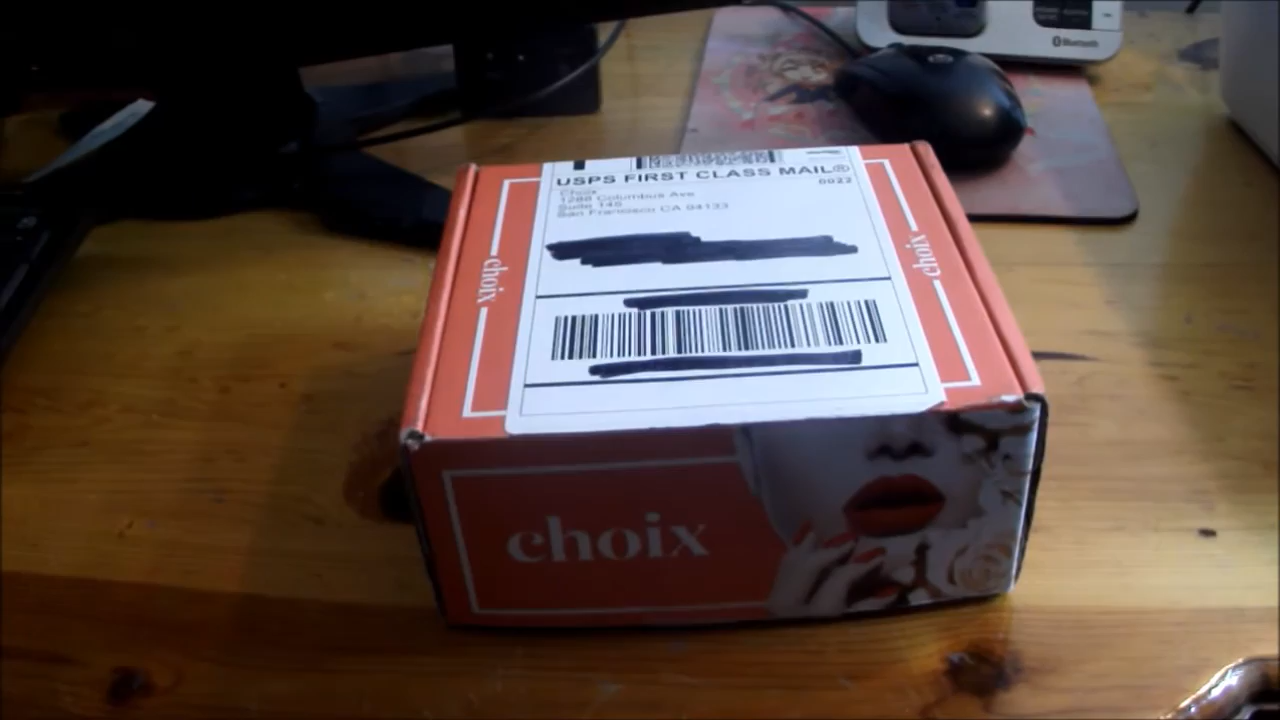 Bluetooth
USPS FIRST CLASS MAIL®
0022
Choix
1288 Columbus Ave
Suite 145
San Francisco CA 94133
choix
choix
choix